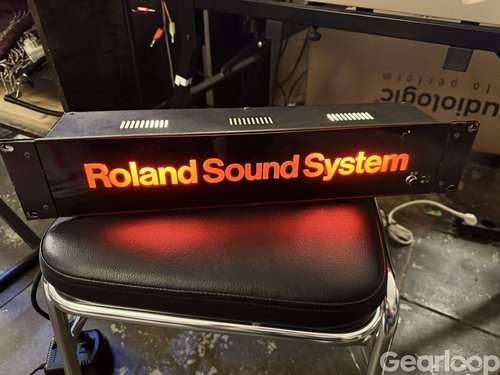 udiologic
to perform
Roland Sound System
Gearloop